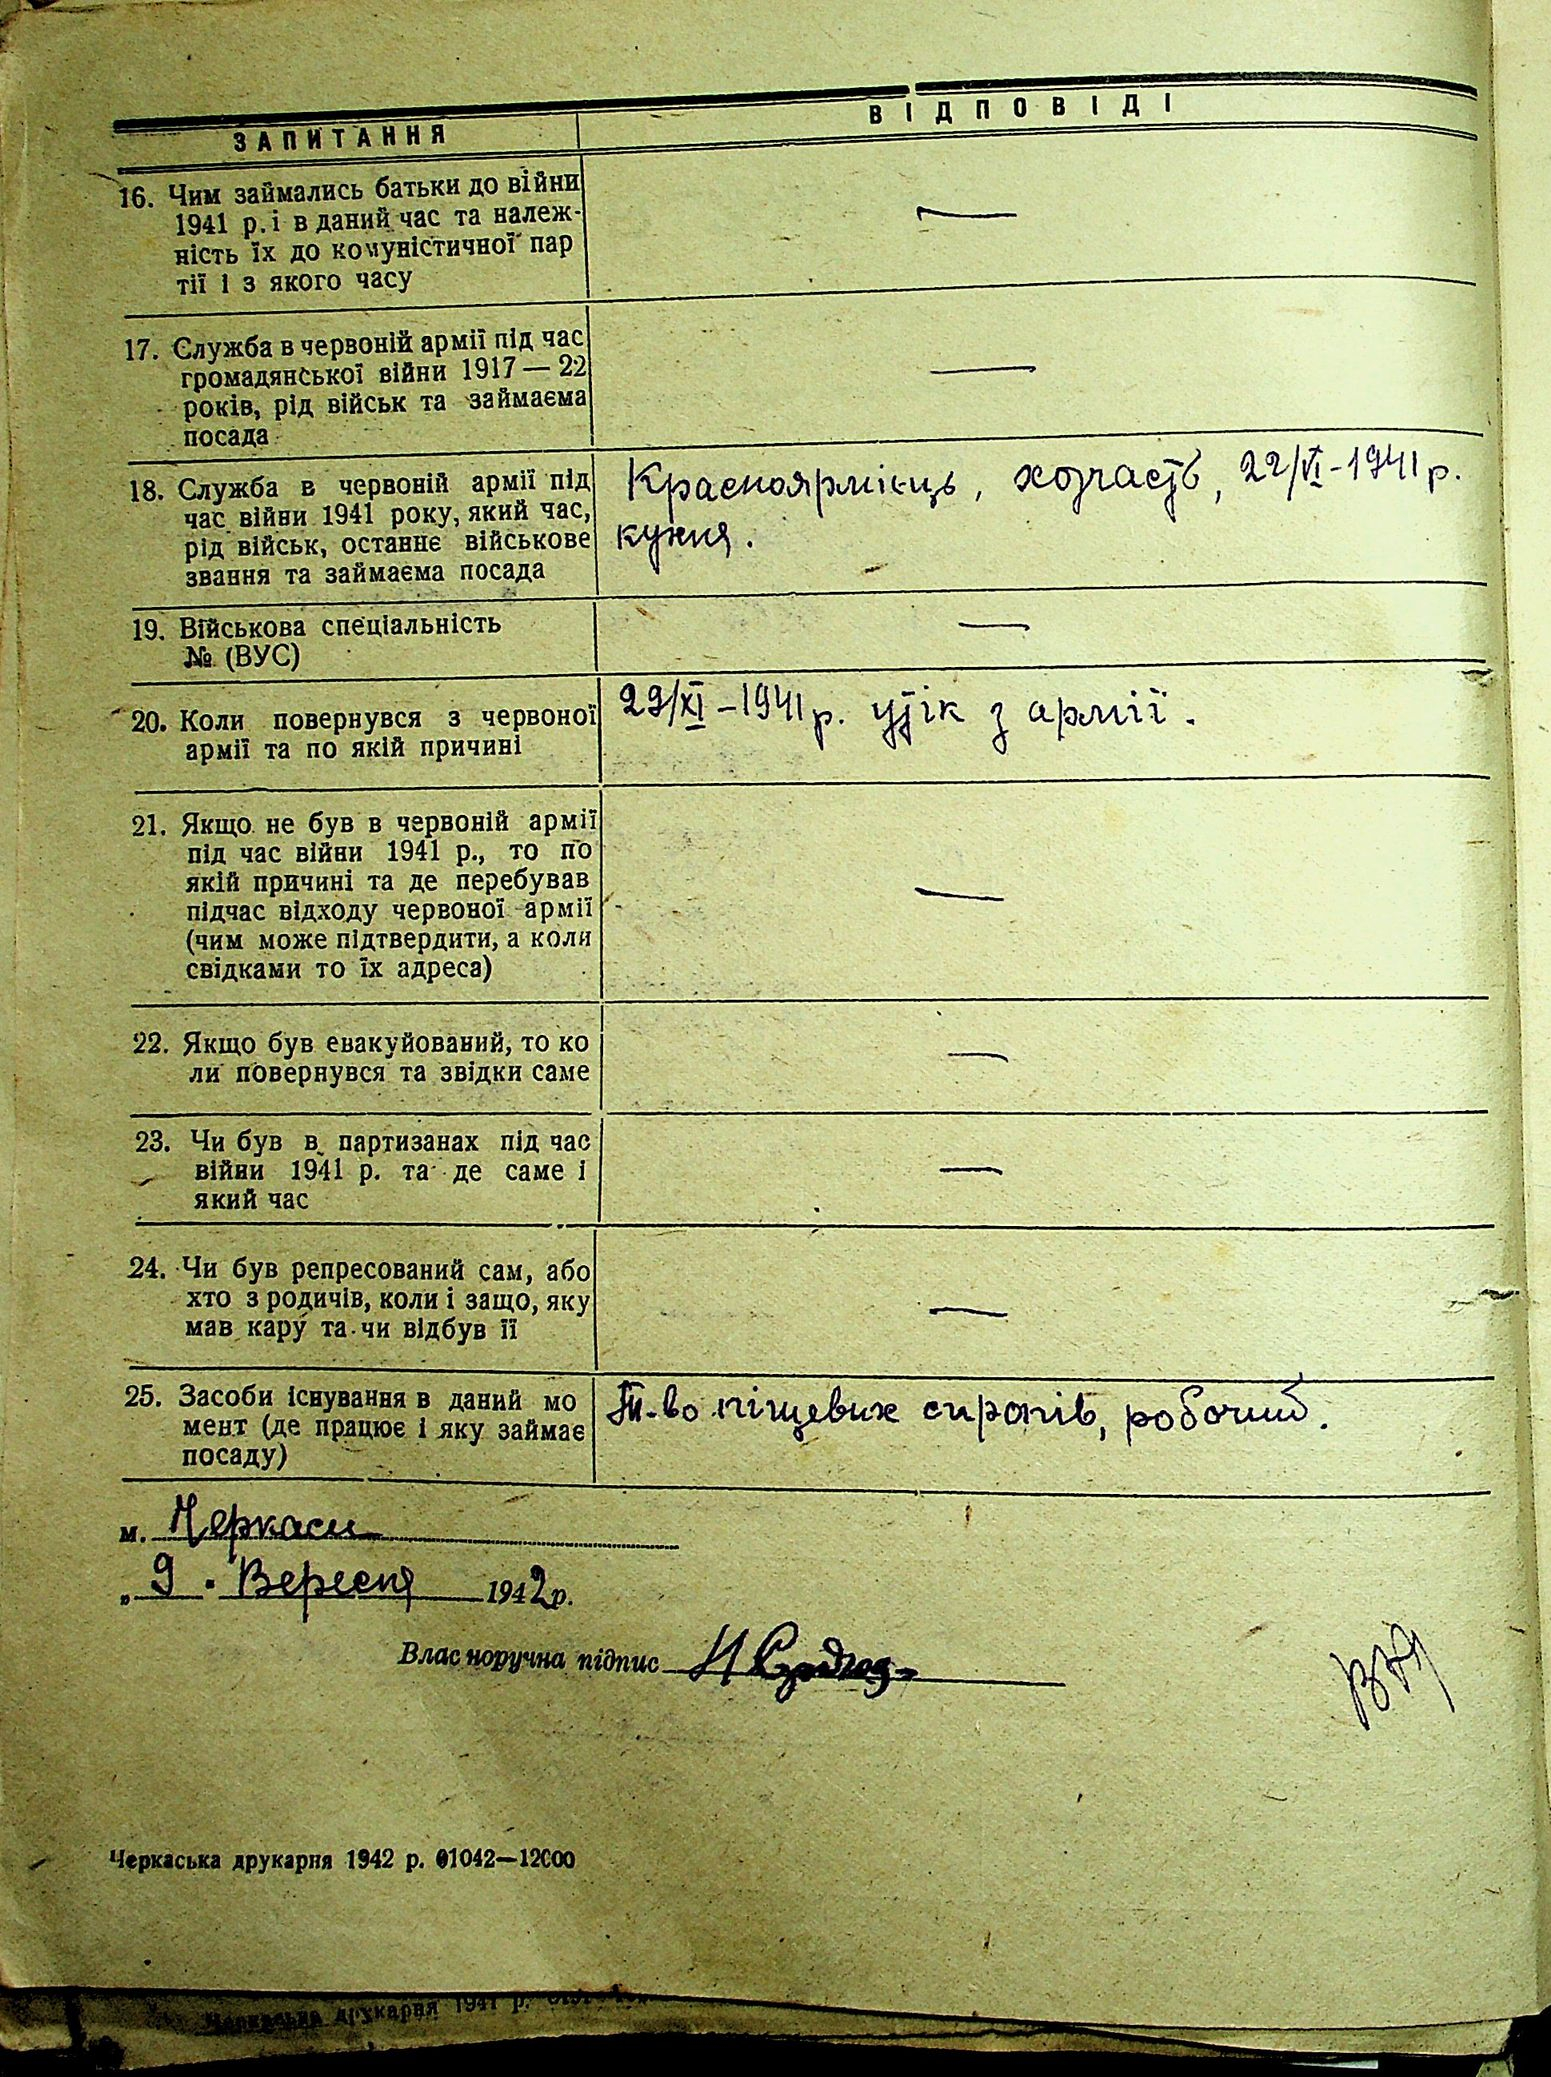 ЗАПИТАННЯ
ВІДПОВІДІ
16. Чим займались батьки до війни
1941 р. і в даний час та належ-
ність їх до комуністичної пар
тії і з якого часу
—
17. Служба в червоній армії під час
громадянської війни 1917 — 22
років, рід військ та займаєма
посада
—
18. Служба в червоній армії під
час війни 1941 року, який час,
рід військ, останнє військове
звання та займаєма посада
Красноярмієць, хозчасть, 22/VI-1941 р.
кухня.
19. Військова спеціальність
№ (ВУС)
—
20. Коли повернувся з червоної
армії та по якій причині
29/XI-1941 р. утік з армії.
21. Якщо не був в червоній армії
під час війни 1941 р., то по
якій причині та де перебував
підчас відходу червоної армії
(чим може підтвердити, а коли
свідками то їх адреса)
—
22. Якщо був евакуйований, то ко
ли повернувся та звідки саме
—
23. Чи був в партизанах під час
війни 1941 р. та де саме і
який час
—
24. Чи був репресований сам, або
хто з родичів, коли і защо, яку
мав кару та чи відбув її
—
25. Засоби існування в даний мо
мент (де працює і яку займає
посаду)
піщевих сиропів, робочий.
м. Черкаси
„ 9 " Вересня 1942 р.
Власноручна підпис
Черкаська друкарня 1942 р. 01042—12000
Черкаська друкарня 1941 р.